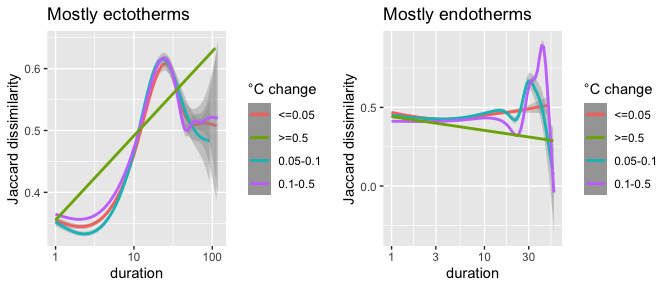 Mostly ectotherms
Jaccard dissimilarity
0.6
0.5
0.4
1
10
100
duration
°C change
<=0.05
>=0.5
0.05-0.1
0.1-0.5
Mostly endotherms
Jaccard dissimilarity
0.5
0.0
1
3
10
30
duration
°C change
<=0.05
>=0.5
0.05-0.1
0.1-0.5